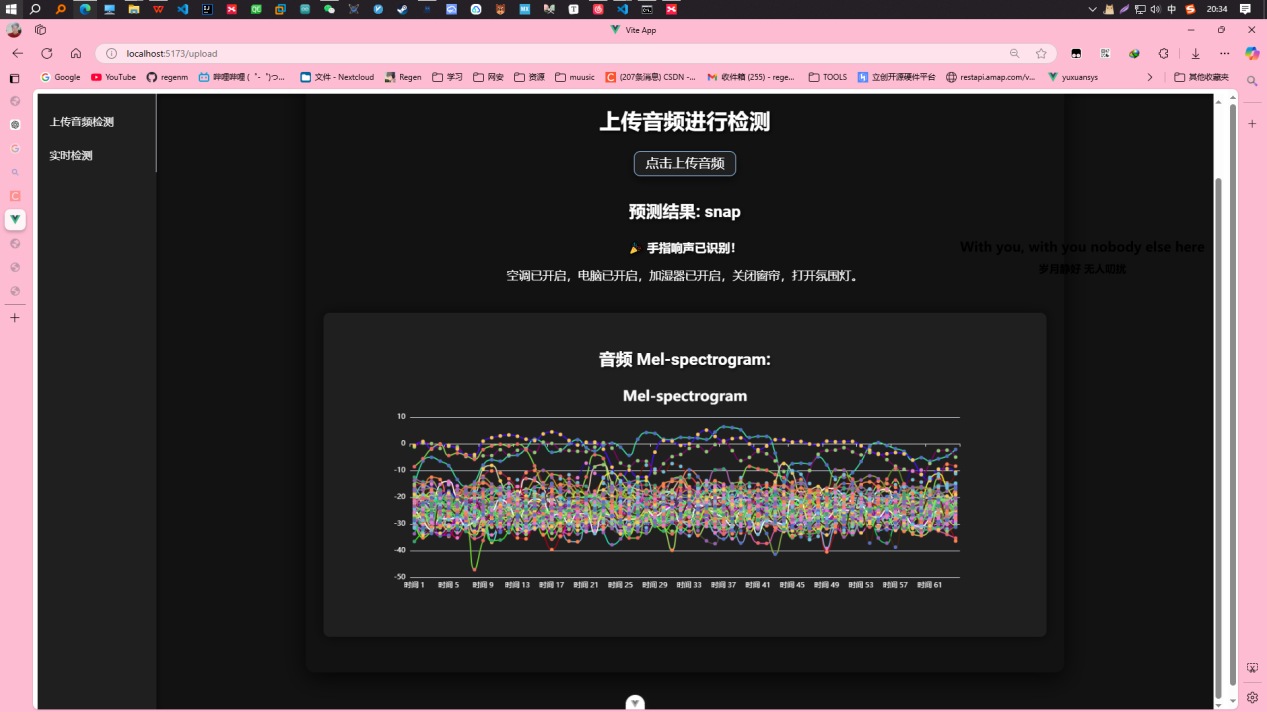 20:34
中
Vite App
localhost:5173/upload
Google
YouTube
regenm
哔哩哔哩 ( ゜- ゜)つ...
文件 - Nextcloud
Regen
学习
网安
资源
muusic
(207条消息) CSDN -...
收件箱 (255) - rege...
TOOLS
立创开源硬件平台
restapi.amap.com/v...
yuxuansys
其他收藏夹
上传音频检测
实时检测
上传音频进行检测
点击上传音频
预测结果: snap
🎉 手指响声已识别！
空调已开启，电脑已开启，加湿器已开启，关闭窗帘，打开氛围灯。
With you, with you nobody else here
岁月静好 无人叨扰
音频 Mel-spectrogram:
Mel-spectrogram
10
0
-10
-20
-30
-40
-50
时间 1 时间 5 时间 9 时间 13 时间 17 时间 21 时间 25 时间 29 时间 33 时间 37 时间 41 时间 45 时间 49 时间 53 时间 57 时间 61